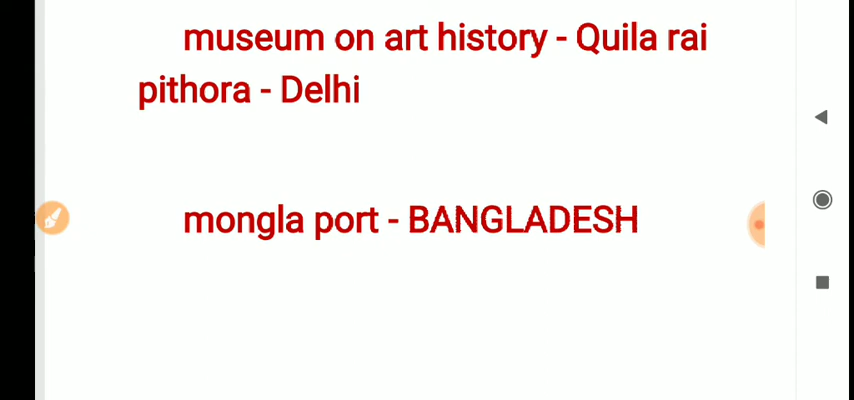 museum on art history - Quila rai
pithora - Delhi
mongla port - BANGLADESH